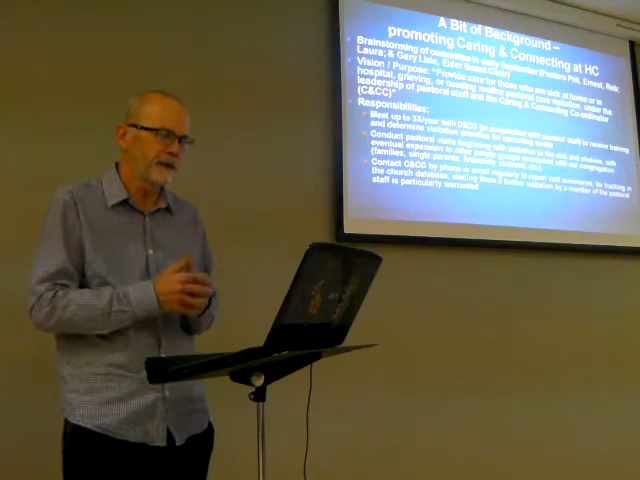 A Bit of Background –
promoting Caring & Connecting at HC
Brainstorming of committee in early September (Pastors Phil, Ernest, Rob;
Laura; & Gary Lisle, Elder Board Chair)
Vision / Purpose: "Provide care for those who are sick at home or in
hospital, grieving, or needing routine pastoral care visitation, under the
leadership of pastoral staff and the Caring & Connecting Co-ordinator
(C&CC)"
Responsibilities:
Meet up to 3X/year with C&CC (in conjunction with pastoral staff) to receive training
and determine visitation priorities for upcoming
Conduct pastoral visits beginning with visitation to the sick and shut-ins, with
eventual expansion to other people groups associated with our congregation
(families, single parents, financially stressed, etc.)
Contact C&CC by phone or email regularly to report visit summaries, for tracking in
the church database, alerting them if further visitation by a member of the pastoral
staff is particularly warranted